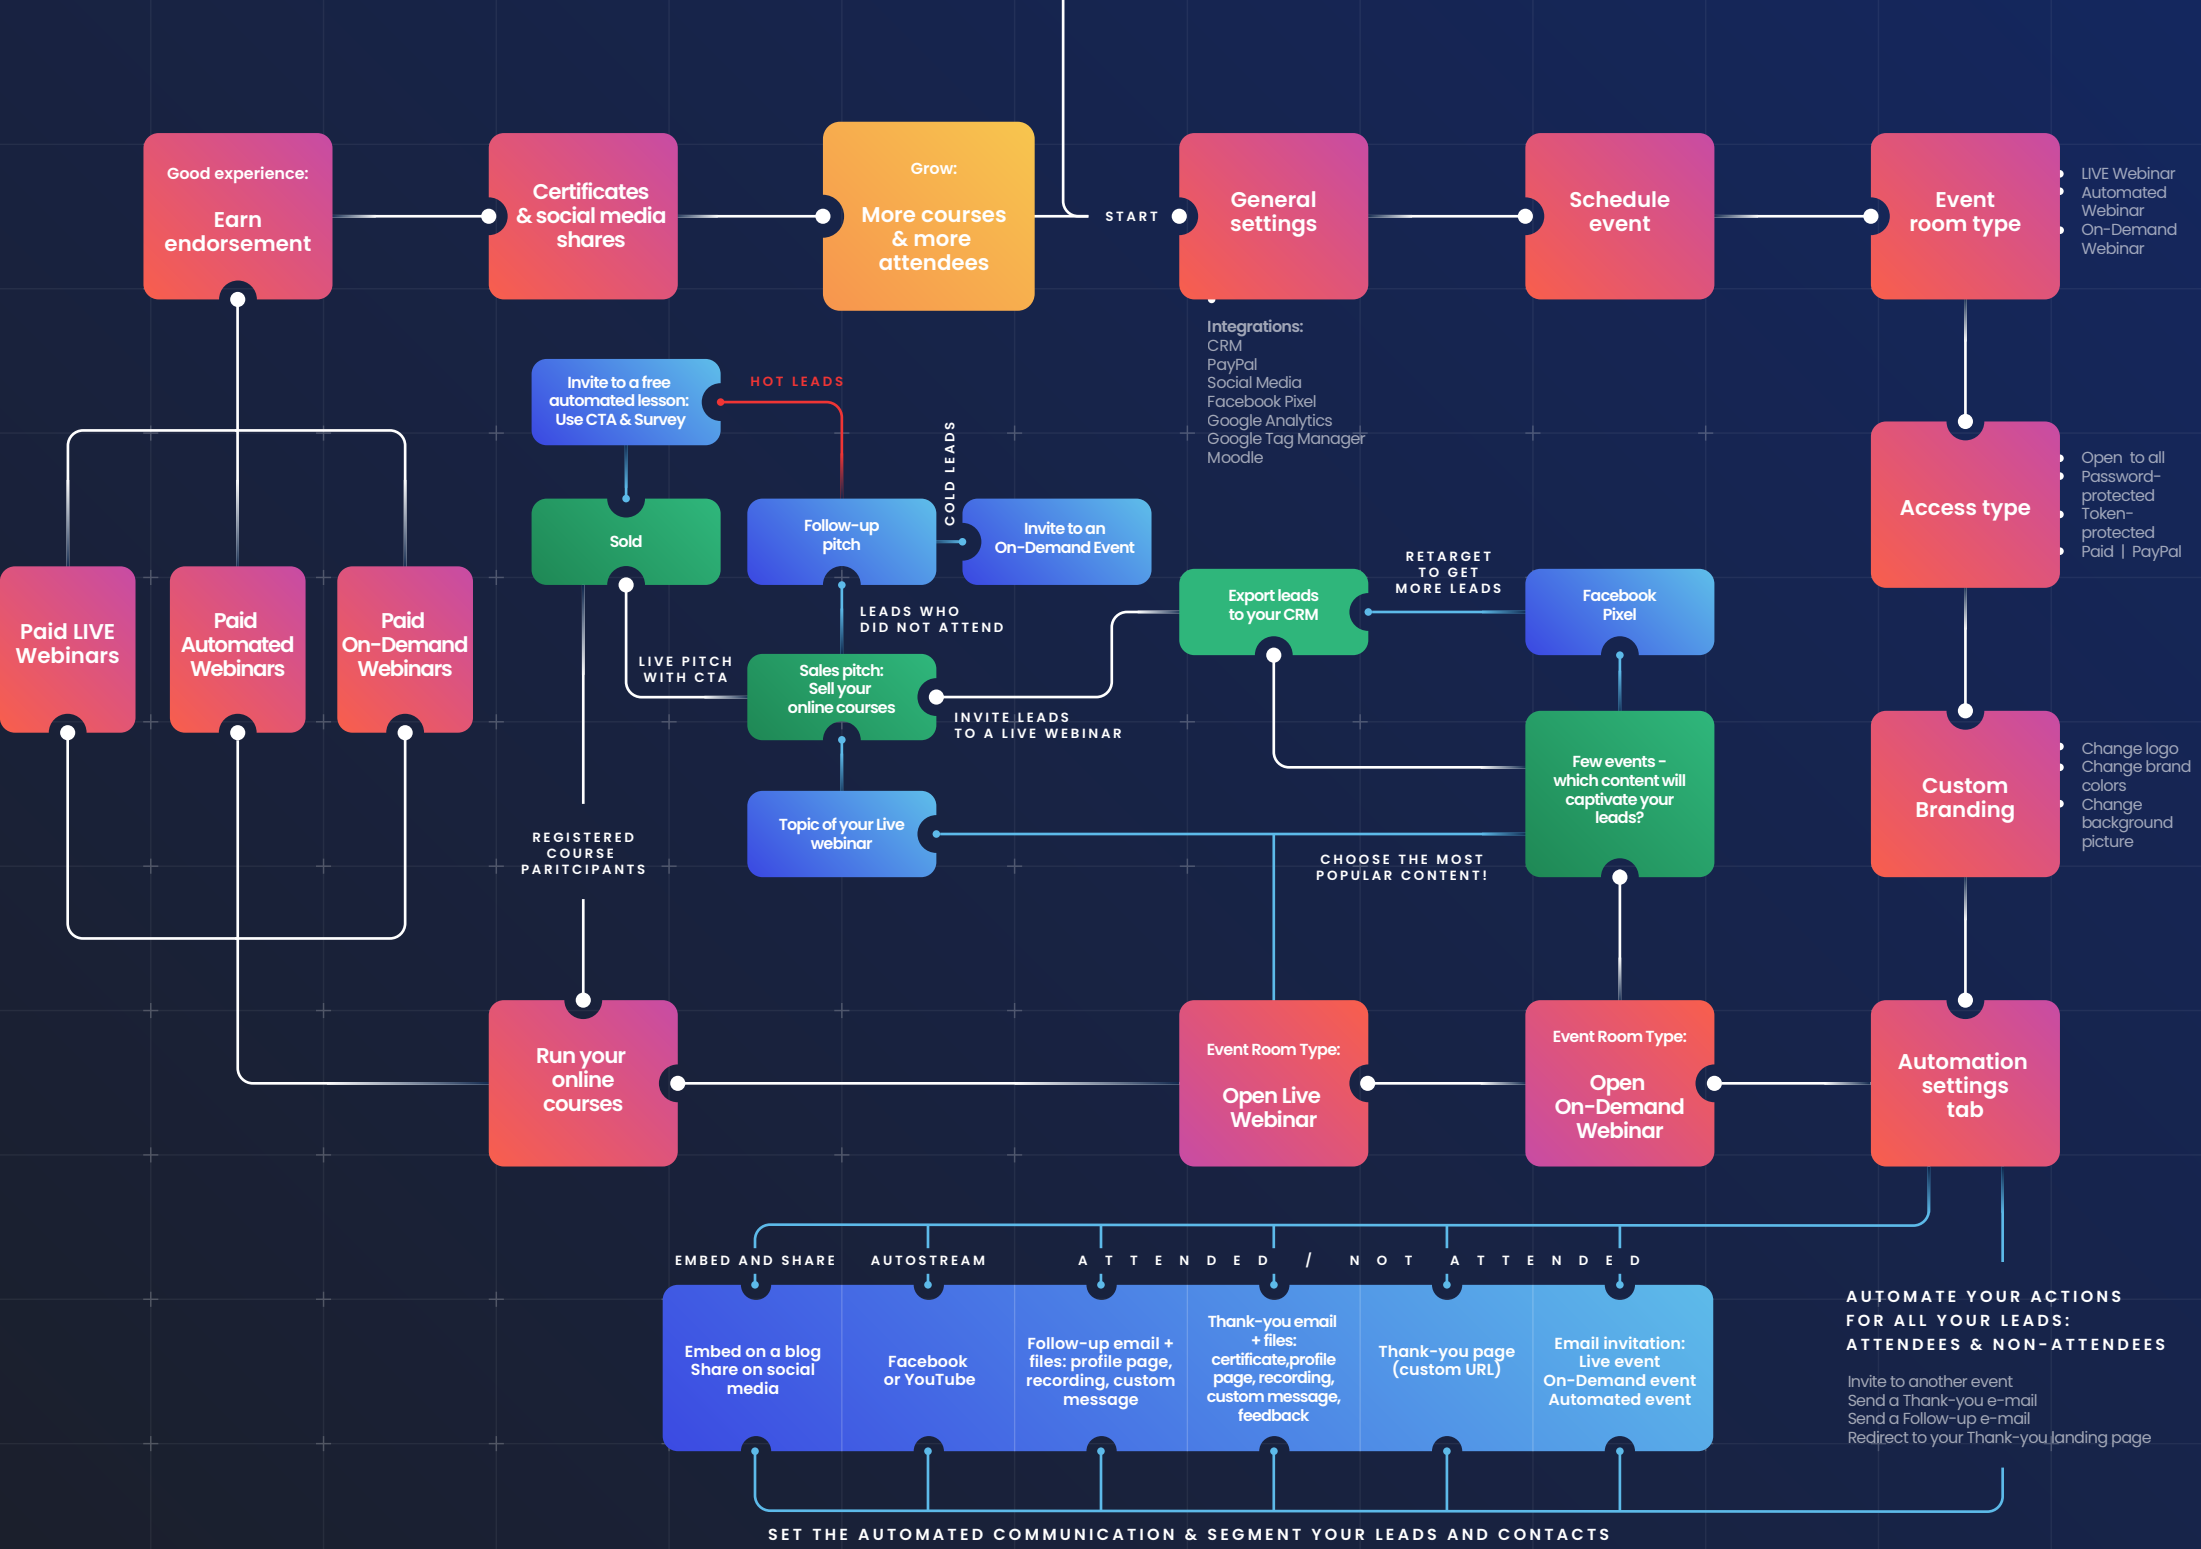 Good experience:
Earn
endorsement
Certificates
& social media
shares
Grow:
More courses
& more
attendees
START
General
settings
Schedule
event
Event
room type
LIVE Webinar
Automated
Webinar
On-Demand
Webinar
Integrations:
CRM
PayPal
Social Media
Facebook Pixel
Google Analytics
Google Tag Manager
Moodle
Invite to a free
automated lesson:
Use CTA & Survey
HOT LEADS
COLD LEADS
Sold
Follow-up
pitch
Invite to an
On-Demand Event
Access type
Open to all
Password-
protected
Token-
protected
Paid | PayPal
RETARGET
TO GET
MORE LEADS
Export leads
to your CRM
Facebook
Pixel
Paid LIVE
Webinars
Paid
Automated
Webinars
Paid
On-Demand
Webinars
LEADS WHO
DID NOT ATTEND
LIVE PITCH
WITH CTA
Sales pitch:
Sell your
online courses
INVITE LEADS
TO A LIVE WEBINAR
Few events -
which content will
captivate your
leads?
Custom
Branding
Change logo
Change brand
colors
Change
background
picture
Topic of your Live
webinar
REGISTERED
COURSE
PARITCIPANTS
CHOOSE THE MOST
POPULAR CONTENT!
Run your
online
courses
Event Room Type:
Open Live
Webinar
Event Room Type:
Open
On-Demand
Webinar
Automation
settings
tab
EMBED AND SHARE
AUTOSTREAM
ATTENDED / NOT ATTENDED
Embed on a blog
Share on social
media
Facebook
or YouTube
Follow-up email +
files: profile page,
recording, custom
message
Thank-you email
+ files:
certificate,profile
page, recording,
custom message,
feedback
Thank-you page
(custom URL)
Email invitation:
Live event
On-Demand event
Automated event
AUTOMATE YOUR ACTIONS
FOR ALL YOUR LEADS:
ATTENDEES & NON-ATTENDEES
Invite to another event
Send a Thank-you e-mail
Send a Follow-up e-mail
Redirect to your Thank-you landing page
SET THE AUTOMATED COMMUNICATION & SEGMENT YOUR LEADS AND CONTACTS